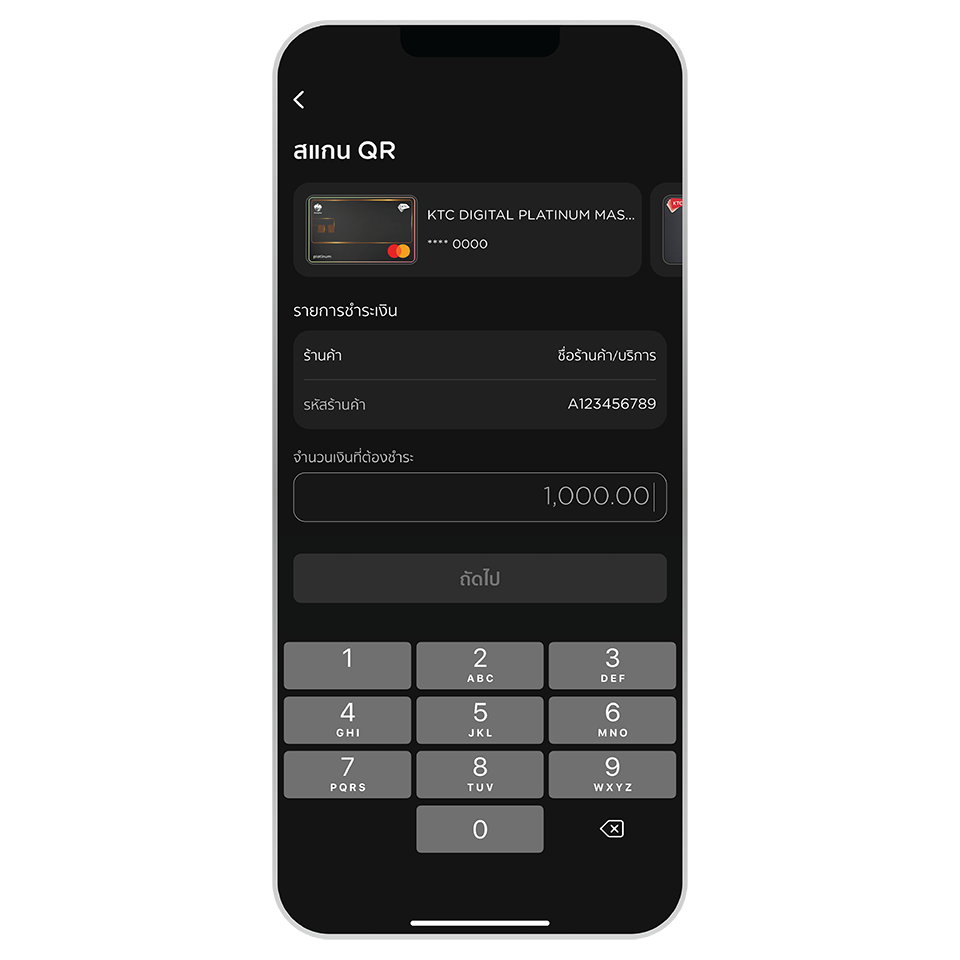 สแกน QR
KTC DIGITAL PLATINUM MAS...
**** 0000
platinum
KTC
รายการชำระเงิน
ร้านค้า ชื่อร้านค้า/บริการ
รหัสร้านค้า A123456789
จำนวนเงินที่ต้องชำระ
1,000.00
ถัดไป
1 2 3
ABC DEF
4 5 6
GHI JKL MNO
7 8 9
PQRS TUV WXYZ
0